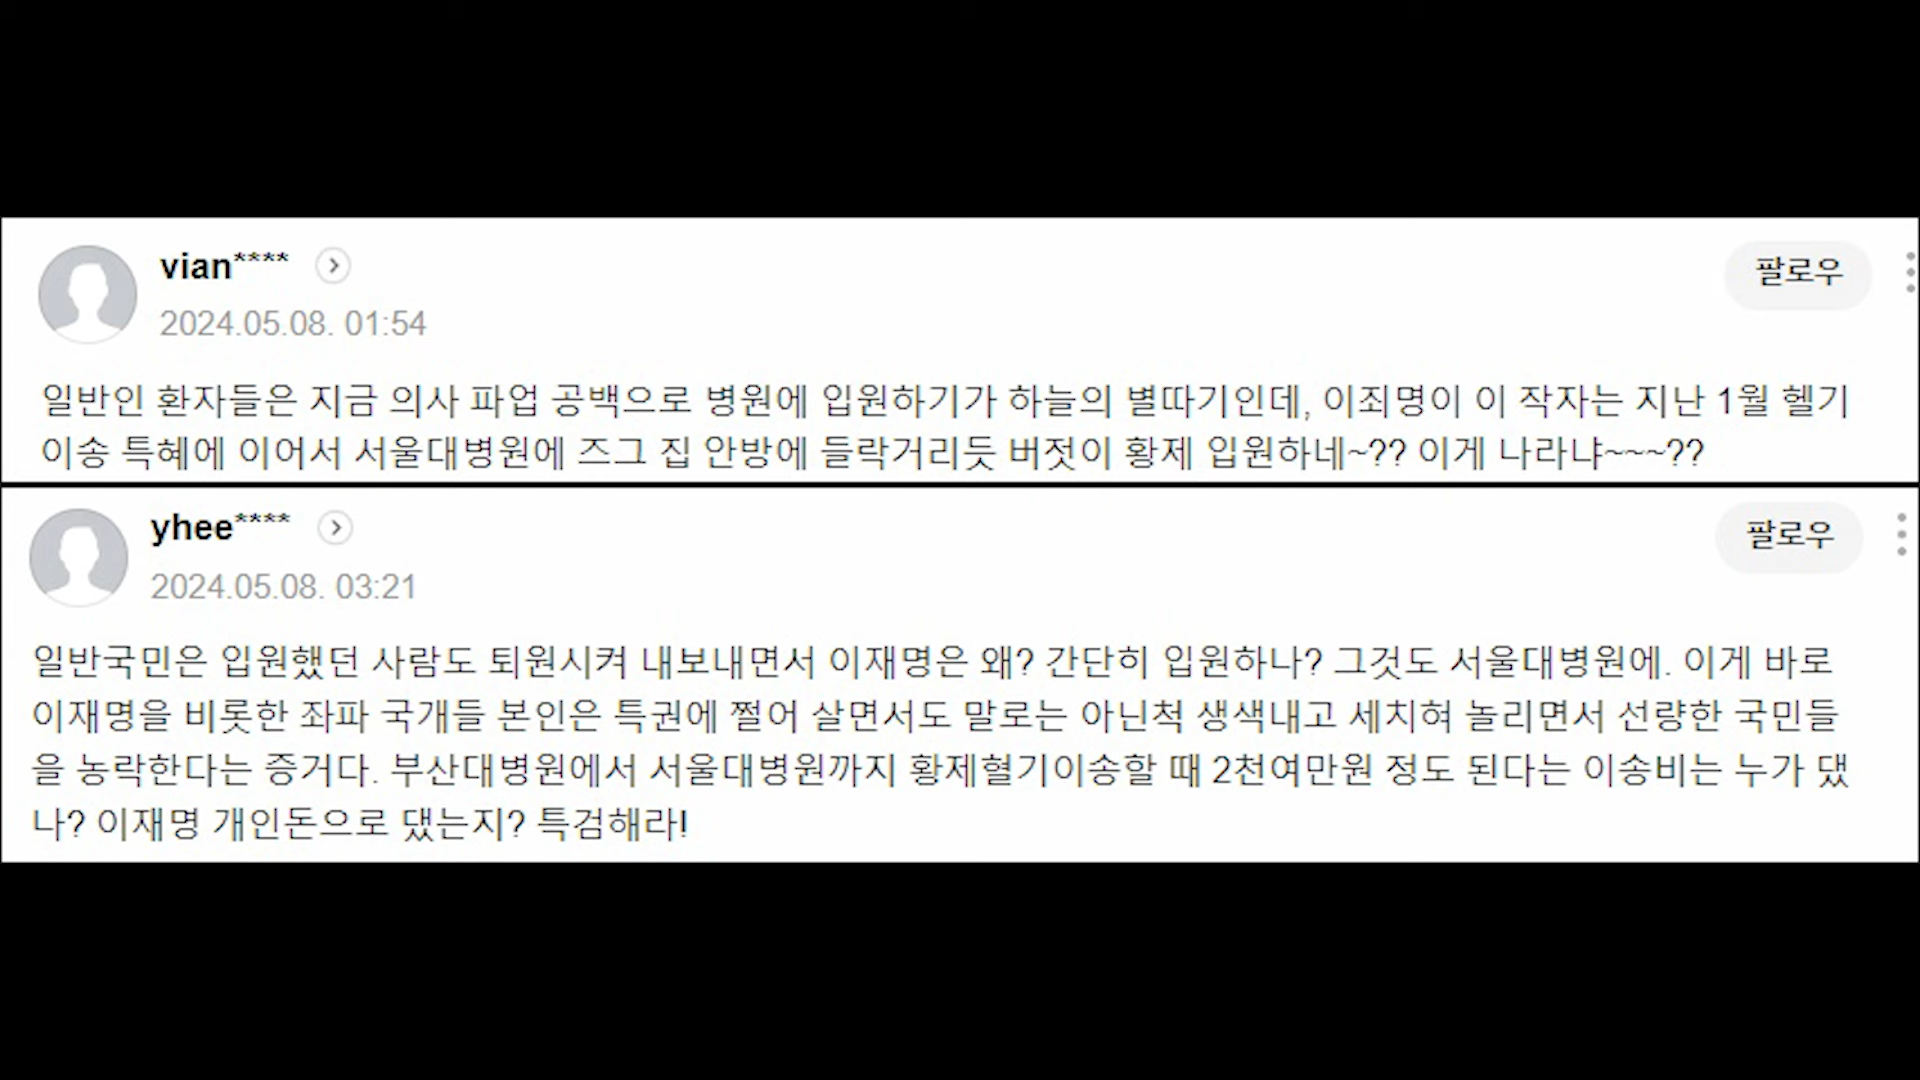 vian****
팔로우
2024.05.08. 01:54
일반인 환자들은 지금 의사 파업 공백으로 병원에 입원하기가 하늘의 별따기인데, 이죄명이 이 작자는 지난 1월 헬기
이송 특혜에 이어서 서울대병원에 즈그 집 안방에 들락거리듯 버젓이 황제 입원하네~?? 이게 나라냐~~~??
yhee****
팔로우
2024.05.08. 03:21
일반국민은 입원했던 사람도 퇴원시켜 내보내면서 이재명은 왜? 간단히 입원하나? 그것도 서울대병원에. 이게 바로
이재명을 비롯한 좌파 국개들 본인은 특권에 쩔어 살면서도 말로는 아닌척 생색내고 세치혀 놀리면서 선량한 국민들
을 농락한다는 증거다. 부산대병원에서 서울대병원까지 황제헐기이송할 때 2천여만원 정도 된다는 이송비는 누가 댔
나? 이재명 개인돈으로 댔는지? 특검해라!